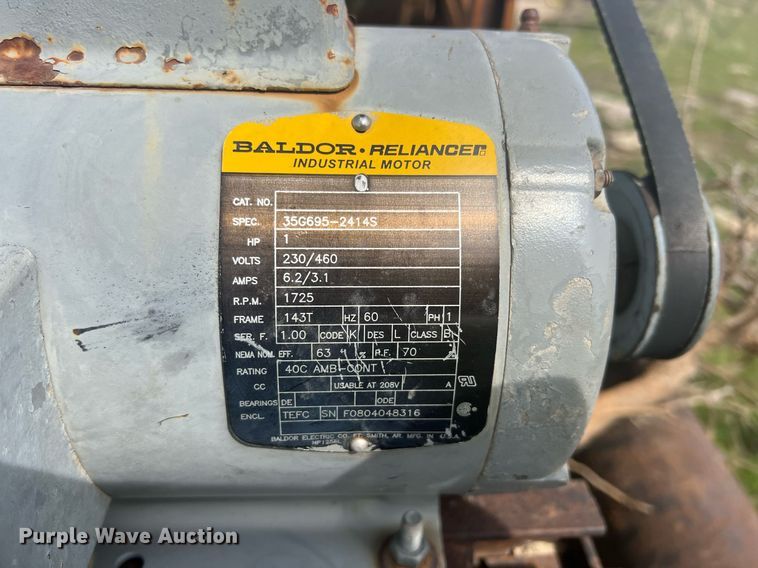 BALDOR • RELIANCE
INDUSTRIAL MOTOR
CAT. NO.
SPEC. 35G695-2414S
HP 1
VOLTS 230/460
AMPS 6.2/3.1
R.P.M. 1725
FRAME 143T HZ 60 PH 1
SER. F. 1.00 CODE K DES L CLASS B
NEMA NOM. EFF. 63 % P.F. 70 %
RATING 40C AMB-CONT
CC USABLE AT 208V A
BEARINGS DE ODE
ENCL. TEFC SN F0804048316
BALDOR ELECTRIC CO. FT. SMITH, AR. MFG. IN U.S.A.
Purple Wave Auction